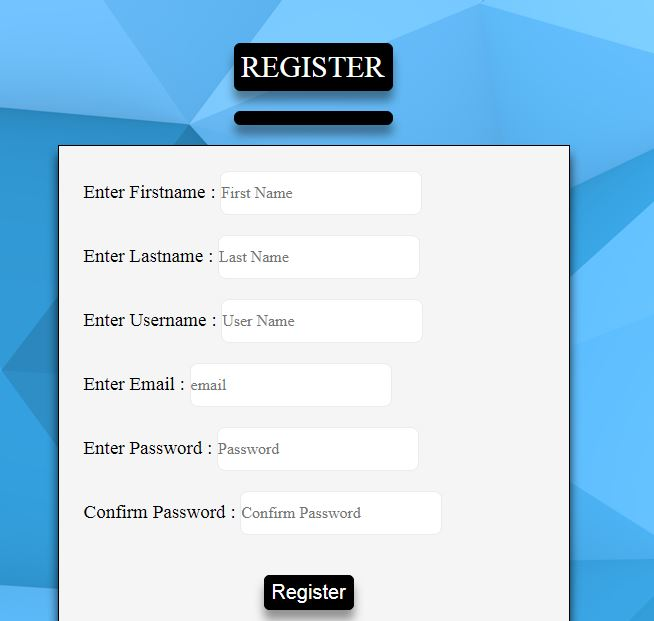 REGISTER
Enter Firstname : First Name
Enter Lastname : Last Name
Enter Username : User Name
Enter Email : email
Enter Password : Password
Confirm Password : Confirm Password
Register